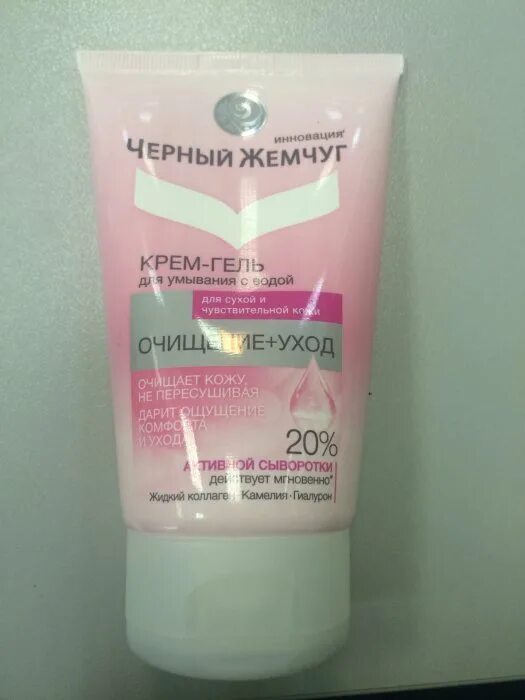 инновация*
ЧЕРНЫЙ ЖЕМЧУГ
КРЕМ-ГЕЛЬ
для умывания с водой
для сухой и
чувствительной кожи
ОЧИЩЕНИЕ+УХОД
ОЧИЩАЕТ КОЖУ,
НЕ ПЕРЕСУШИВАЯ
ДАРИТ ОЩУЩЕНИЕ
КОМФОРТА
И УХОДА
20%
АКТИВНОЙ СЫВОРОТКИ
действует мгновенно*
Жидкий коллаген · Камелия · Гиалурон